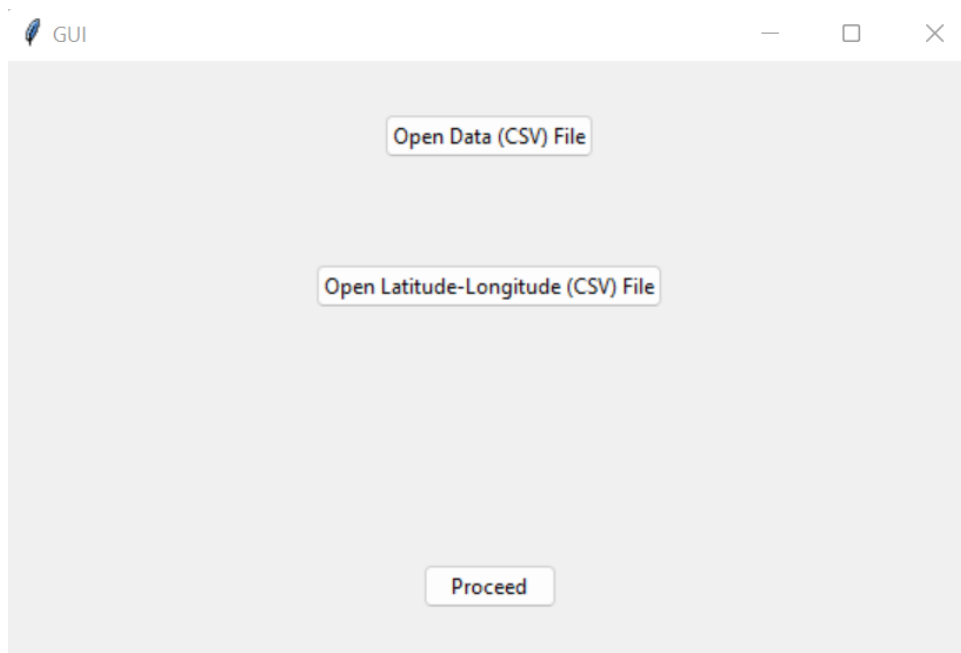 GUI
Open Data (CSV) File
Open Latitude-Longitude (CSV) File
Proceed